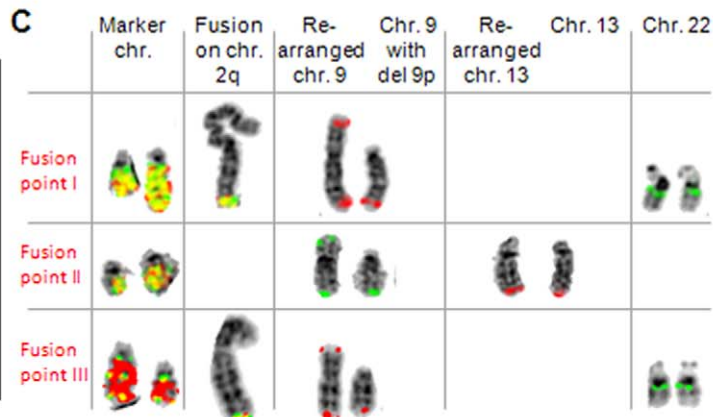 C
Marker chr.
Fusion on chr. 2q
Re-arranged chr. 9
Chr. 9 with del 9p
Re-arranged chr. 13
Chr. 13
Chr. 22
Fusion point I
Fusion point II
Fusion point III